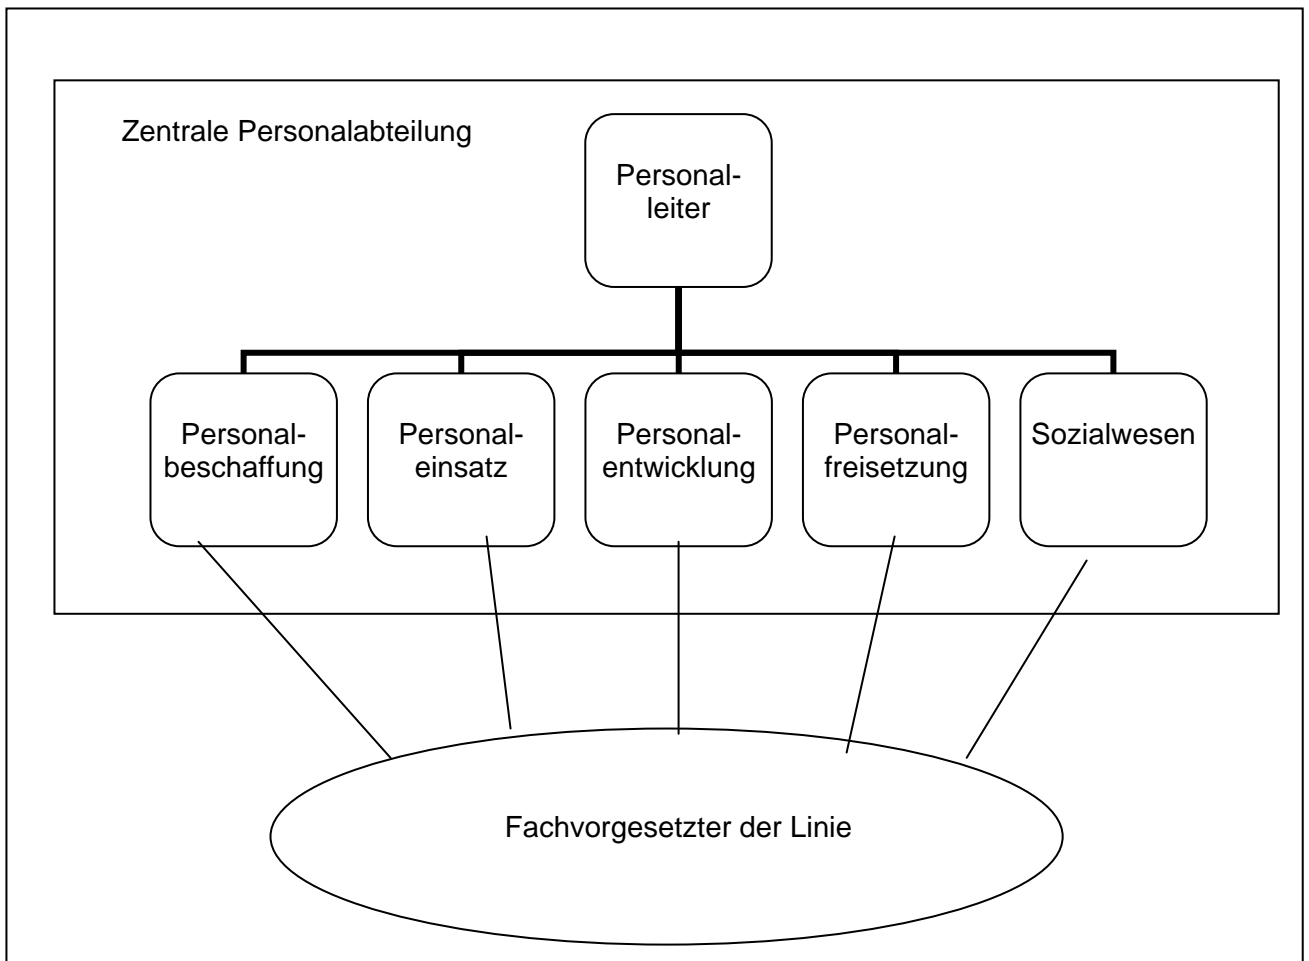 Zentrale Personalabteilung
Personal-
leiter
Personal-
beschaffung
Personal-
einsatz
Personal-
entwicklung
Personal-
freisetzung
Sozialwesen
Fachvorgesetzter der Linie